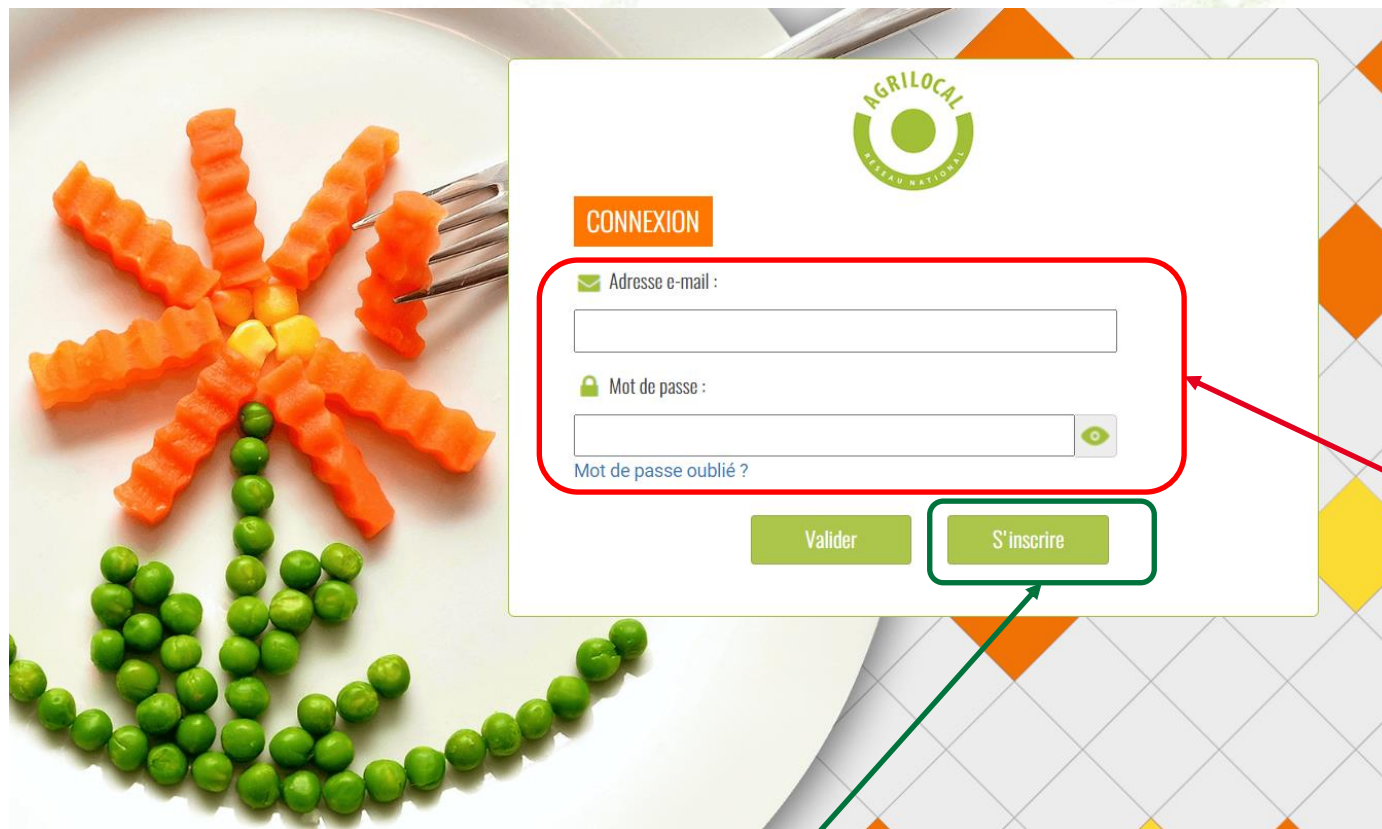 AGRILOCAL
RÉSEAU NATIONAL
CONNEXION
Adresse e-mail :
Mot de passe :
Mot de passe oublié ?
Valider
S'inscrire